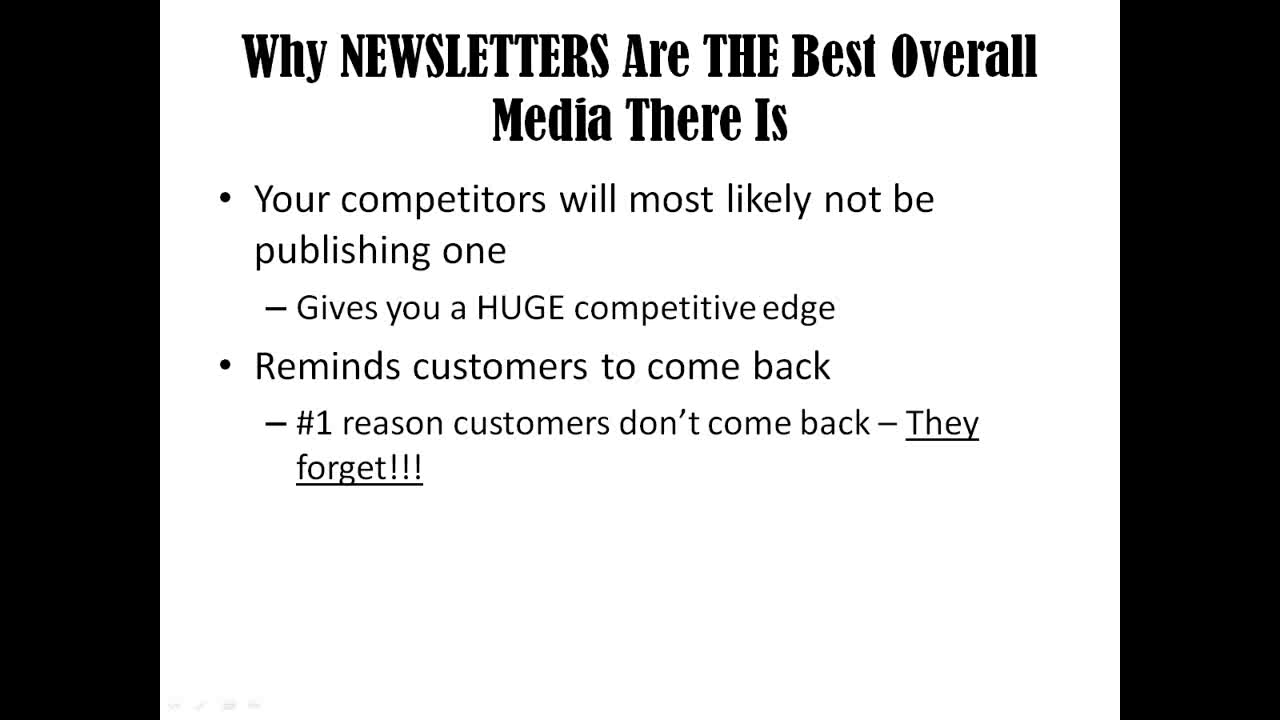 Why NEWSLETTERS Are THE Best Overall
Media There Is
• Your competitors will most likely not be
publishing one
– Gives you a HUGE competitive edge
• Reminds customers to come back
– #1 reason customers don’t come back – They
forget!!!